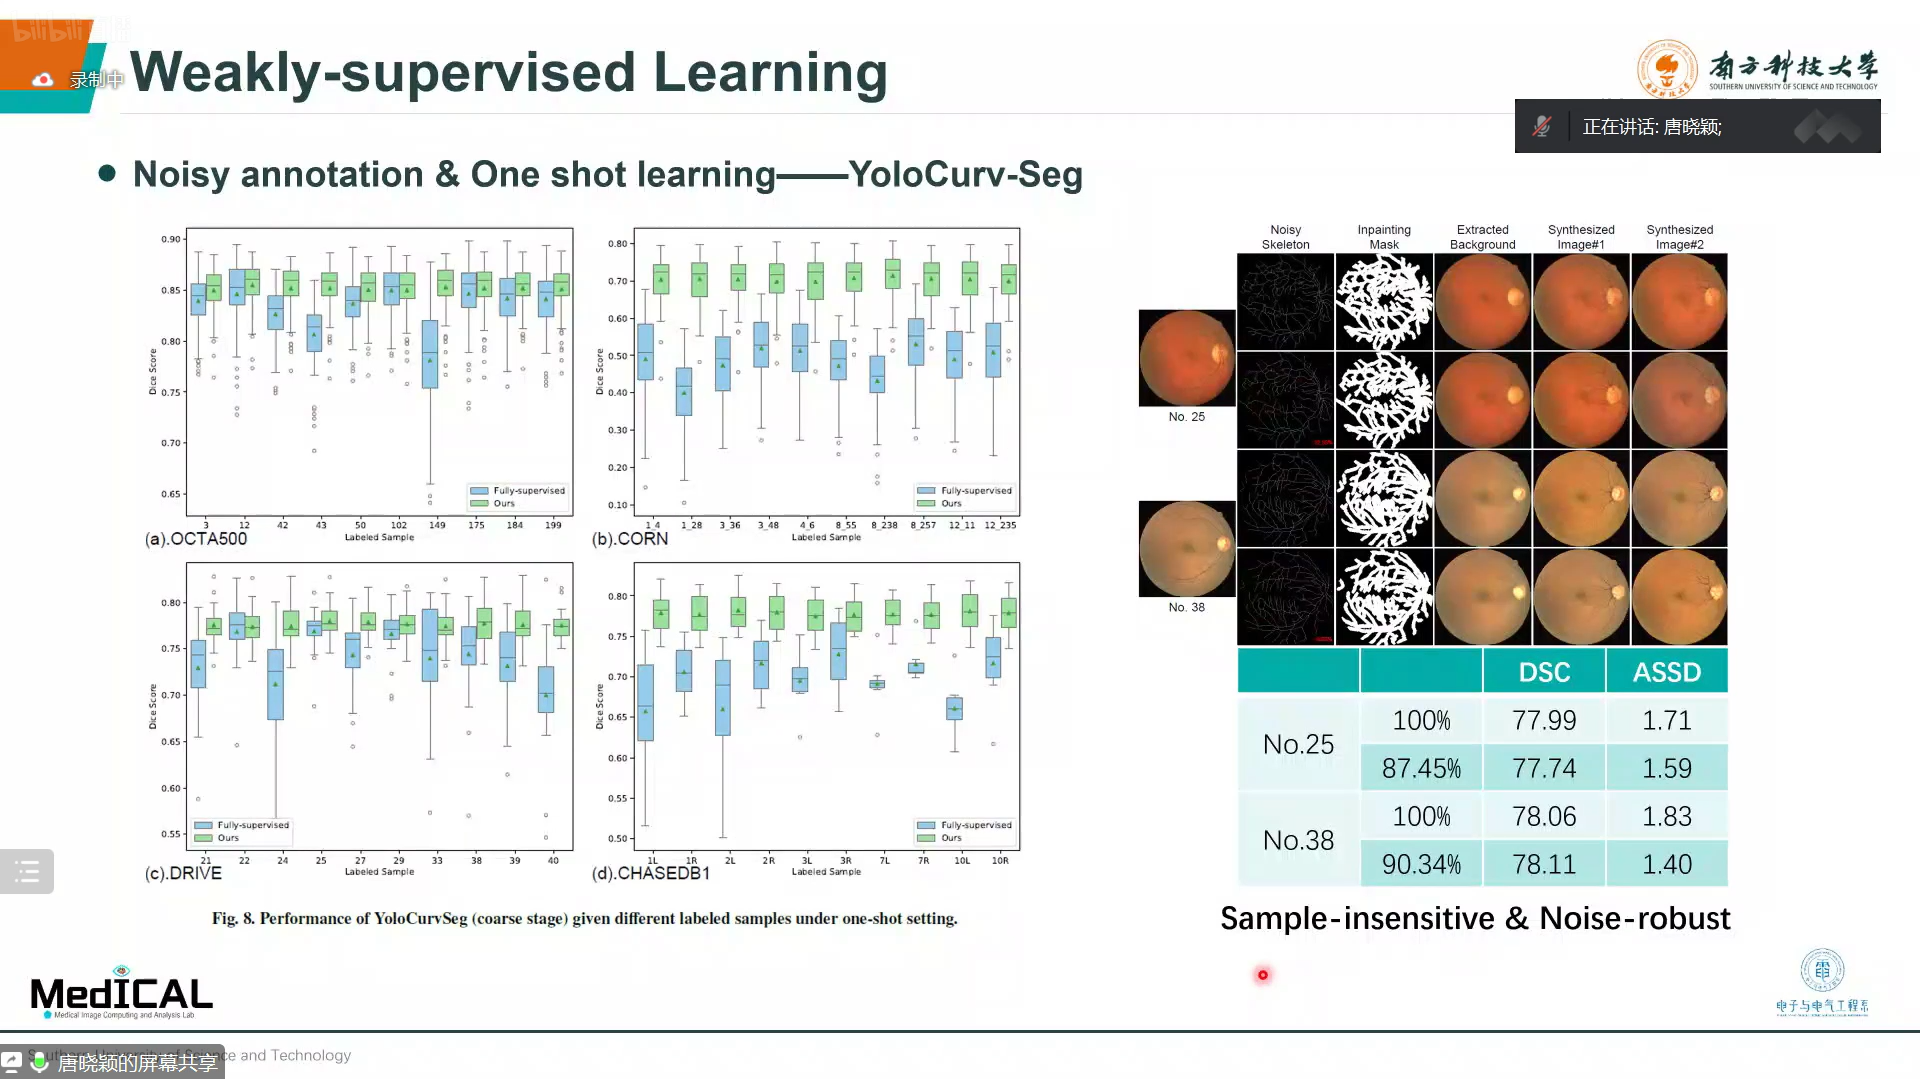 bilibili
录制中
Weakly-supervised Learning
南方科技大学
SOUTHERN UNIVERSITY OF SCIENCE AND TECHNOLOGY
正在讲话: 唐晓颖;
Noisy annotation & One shot learning——YoloCurv-Seg
0.90
0.85
0.80
0.75
0.70
0.65
Dice Score
Fully-supervised
Ours
3 12 42 43 50 102 149 175 184 199
Labeled Sample
(a).OCTA500
0.80
0.70
0.60
0.50
0.40
0.30
0.20
0.10
Dice Score
Fully-supervised
Ours
1_4 1_28 3_36 3_48 4_6 8_55 8_238 8_257 12_11 12_235
Labeled Sample
(b).CORN
0.80
0.75
0.70
0.65
0.60
0.55
Dice Score
Fully-supervised
Ours
21 22 24 25 27 29 33 38 39 40
Labeled Sample
(c).DRIVE
0.80
0.75
0.70
0.65
0.60
0.55
0.50
Dice Score
Fully-supervised
Ours
1L 1R 2L 2R 3L 3R 7L 7R 10L 10R
Labeled Sample
(d).CHASEDB1
Fig. 8. Performance of YoloCurvSeg (coarse stage) given different labeled samples under one-shot setting.
Noisy Skeleton
Inpainting Mask
Extracted Background
Synthesized Image#1
Synthesized Image#2
No. 25
No. 38
DSC ASSD
No.25
100% 77.99 1.71
87.45% 77.74 1.59
No.38
100% 78.06 1.83
90.34% 78.11 1.40
Sample-insensitive & Noise-robust
MedICAL
Medical Image Computing and Analysis Lab
电子与电气工程系
ce and Technology
唐晓颖的屏幕共享